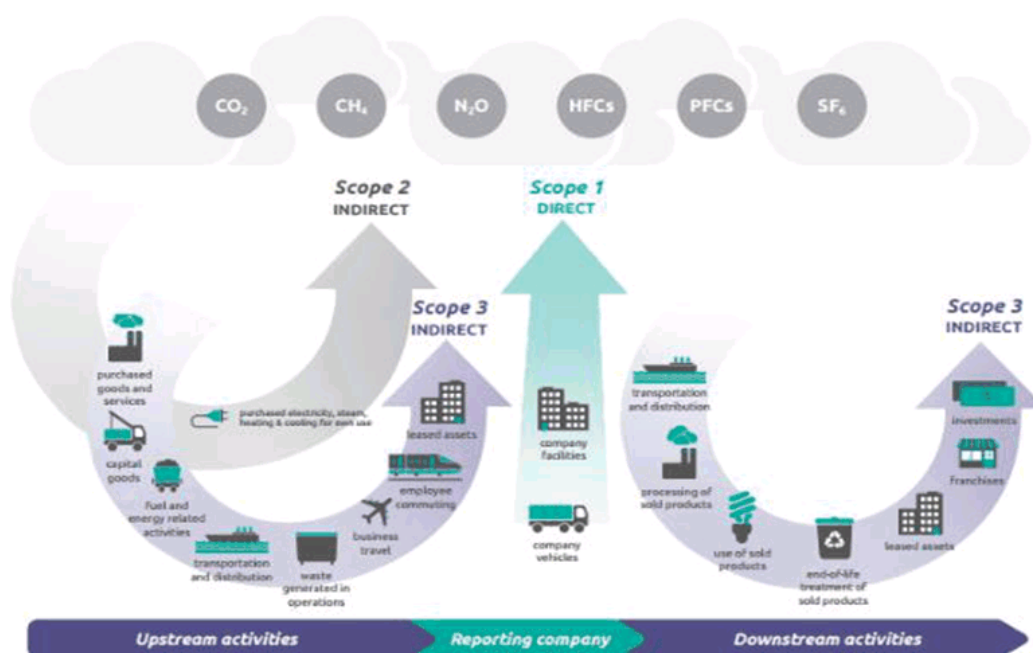 CO₂
CH₄
N₂O
HFCs
PFCs
SF₆
Scope 2
INDIRECT
Scope 1
DIRECT
Scope 3
INDIRECT
Scope 3
INDIRECT
purchased
goods and
services
capital
goods
fuel and
energy related
activities
purchased electricity, steam,
heating & cooling for own use
transportation
and distribution
waste
generated in
operations
business
travel
employee
commuting
leased assets
company
facilities
company
vehicles
transportation
and distribution
processing of
sold products
use of sold
products
end-of-life
treatment of
sold products
leased assets
franchises
investments
Upstream activities
Reporting company
Downstream activities